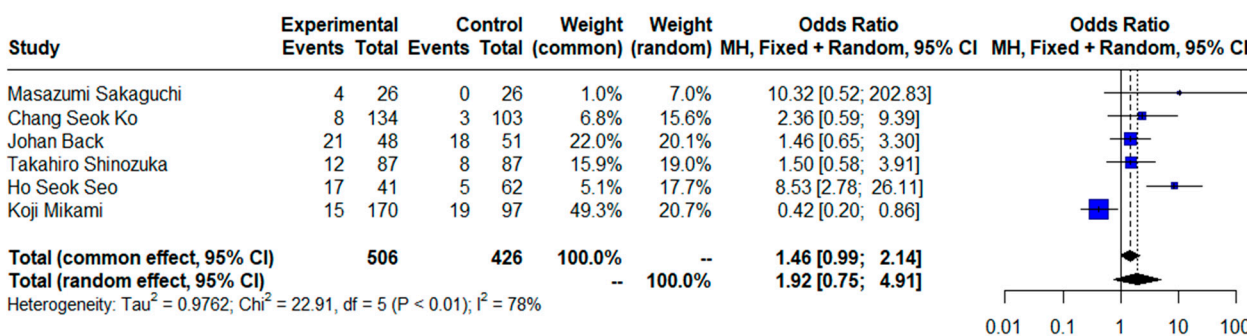 Experimental Control Weight Weight Odds Ratio Odds Ratio
Study Events Total Events Total (common) (random) MH, Fixed + Random, 95% CI MH, Fixed + Random, 95% CI
Masazumi Sakaguchi 4 26 0 26 1.0% 7.0% 10.32 [0.52; 202.83]
Chang Seok Ko 8 134 3 103 6.8% 15.6% 2.36 [0.59; 9.39]
Johan Back 21 48 18 51 22.0% 20.1% 1.46 [0.65; 3.30]
Takahiro Shinozuka 12 87 8 87 15.9% 19.0% 1.50 [0.58; 3.91]
Ho Seok Seo 17 41 5 62 5.1% 17.7% 8.53 [2.78; 26.11]
Koji Mikami 15 170 19 97 49.3% 20.7% 0.42 [0.20; 0.86]
Total (common effect, 95% CI) 506 426 100.0% -- 1.46 [0.99; 2.14]
Total (random effect, 95% CI) -- 100.0% 1.92 [0.75; 4.91]
Heterogeneity: Tau² = 0.9762; Chi² = 22.91, df = 5 (P < 0.01); I² = 78%
0.01 0.1 1 10 100